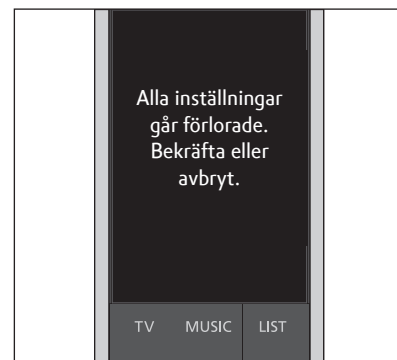 Alla inställningar
går förlorade.
Bekräfta eller
avbryt.
TV MUSIC LIST